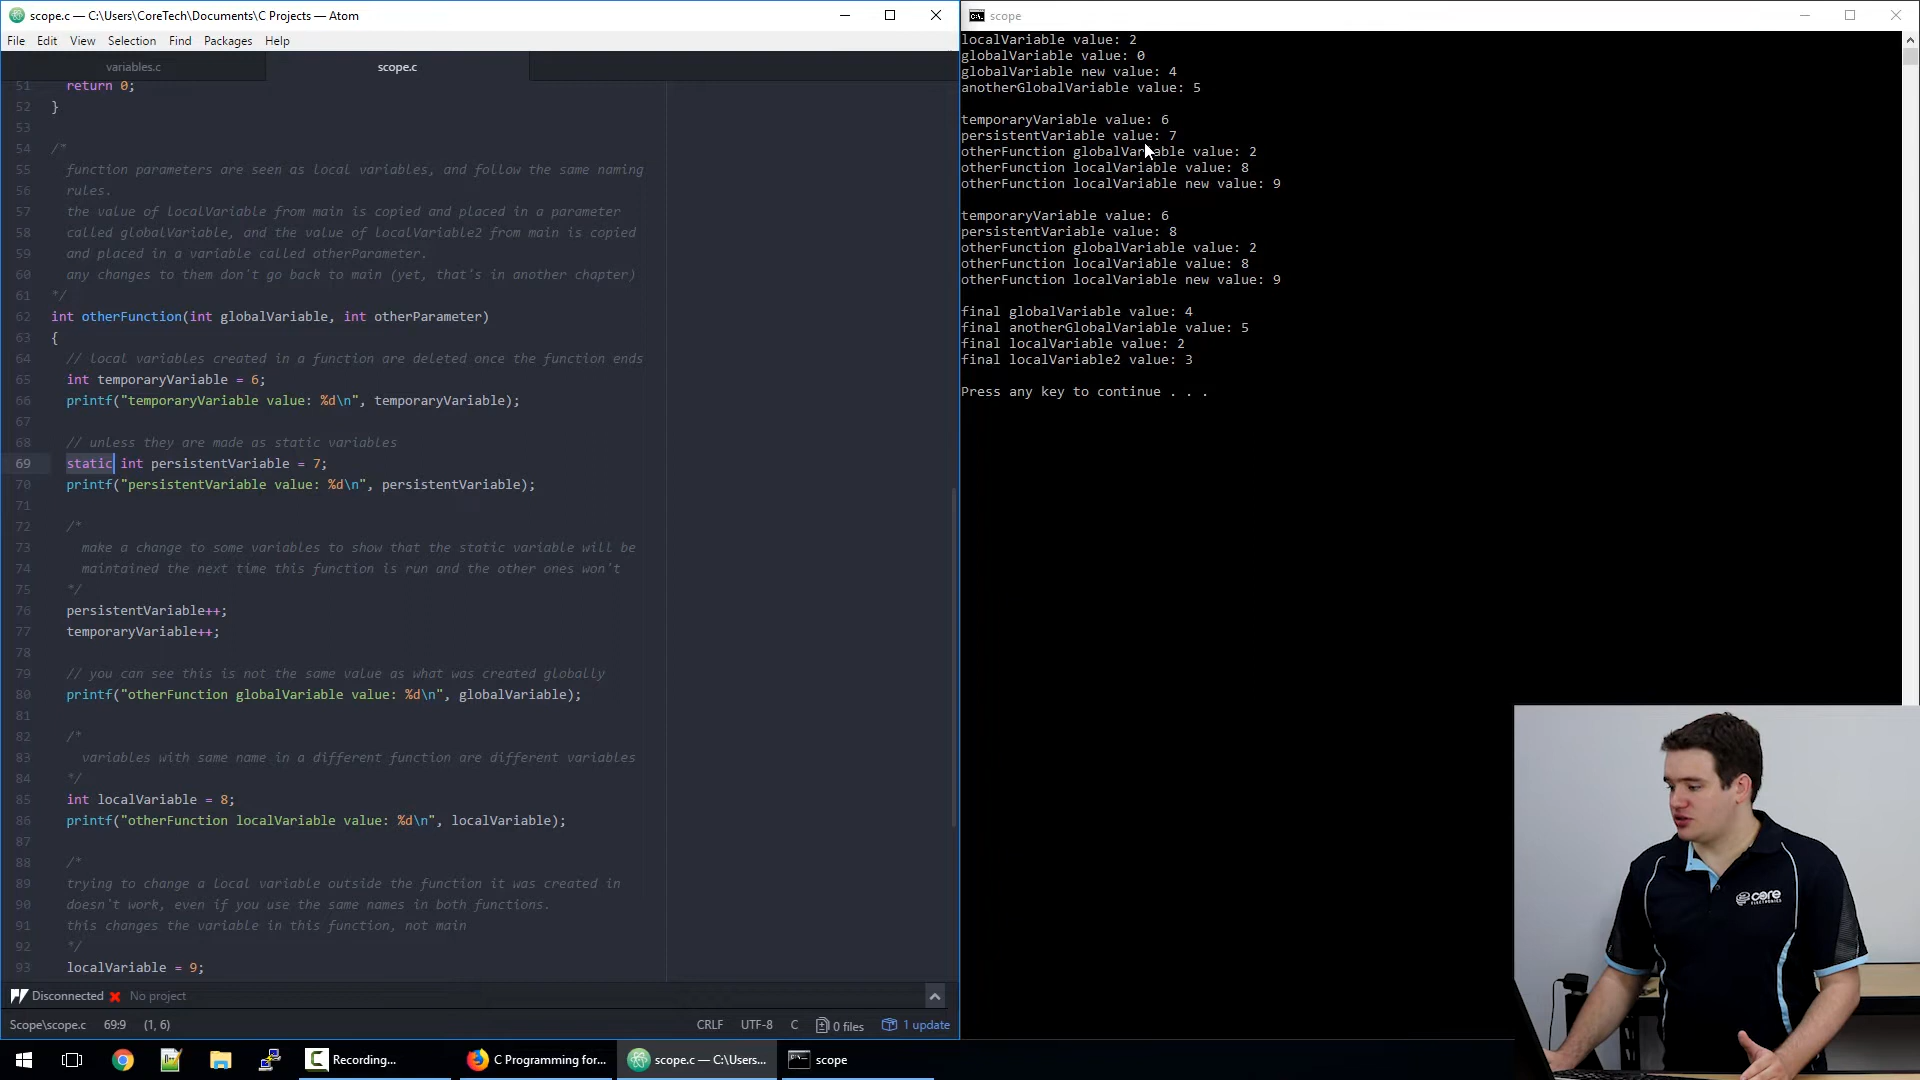 scope.c — C:\Users\CoreTech\Documents\C Projects — Atom
File Edit View Selection Find Packages Help
variables.c scope.c
51 return 0;
52 }
53
54 /*
55 function parameters are seen as local variables, and follow the same naming
56 rules.
57 the value of localVariable from main is copied and placed in a parameter
58 called globalVariable, and the value of localVariable2 from main is copied
59 and placed in a variable called otherParameter.
60 any changes to them don't go back to main (yet, that's in another chapter)
61 */
62 int otherFunction(int globalVariable, int otherParameter)
63 {
64 // local variables created in a function are deleted once the function ends
65 int temporaryVariable = 6;
66 printf("temporaryVariable value: %d\n", temporaryVariable);
67
68 // unless they are made as static variables
69 static int persistentVariable = 7;
70 printf("persistentVariable value: %d\n", persistentVariable);
71
72 /*
73 make a change to some variables to show that the static variable will be
74 maintained the next time this function is run and the other ones won't
75 */
76 persistentVariable++;
77 temporaryVariable++;
78
79 // you can see this is not the same value as what was created globally
80 printf("otherFunction globalVariable value: %d\n", globalVariable);
81
82 /*
83 variables with same name in a different function are different variables
84 */
85 int localVariable = 8;
86 printf("otherFunction localVariable value: %d\n", localVariable);
87
88 /*
89 trying to change a local variable outside the function it was created in
90 doesn't work, even if you use the same names in both functions.
91 this changes the variable in this function, not main
92 */
93 localVariable = 9;
Disconnected No project
Scope\scope.c 69:9 (1, 6) CRLF UTF-8 C 0 files 1 update
scope
localVariable value: 2
globalVariable value: 0
globalVariable new value: 4
anotherGlobalVariable value: 5
temporaryVariable value: 6
persistentVariable value: 7
otherFunction globalVariable value: 2
otherFunction localVariable value: 8
otherFunction localVariable new value: 9
temporaryVariable value: 6
persistentVariable value: 8
otherFunction globalVariable value: 2
otherFunction localVariable value: 8
otherFunction localVariable new value: 9
final globalVariable value: 4
final anotherGlobalVariable value: 5
final localVariable value: 2
final localVariable2 value: 3
Press any key to continue . . .
core
ELECTRONICS
Recording... C Programming for... scope.c — C:\Users... scope